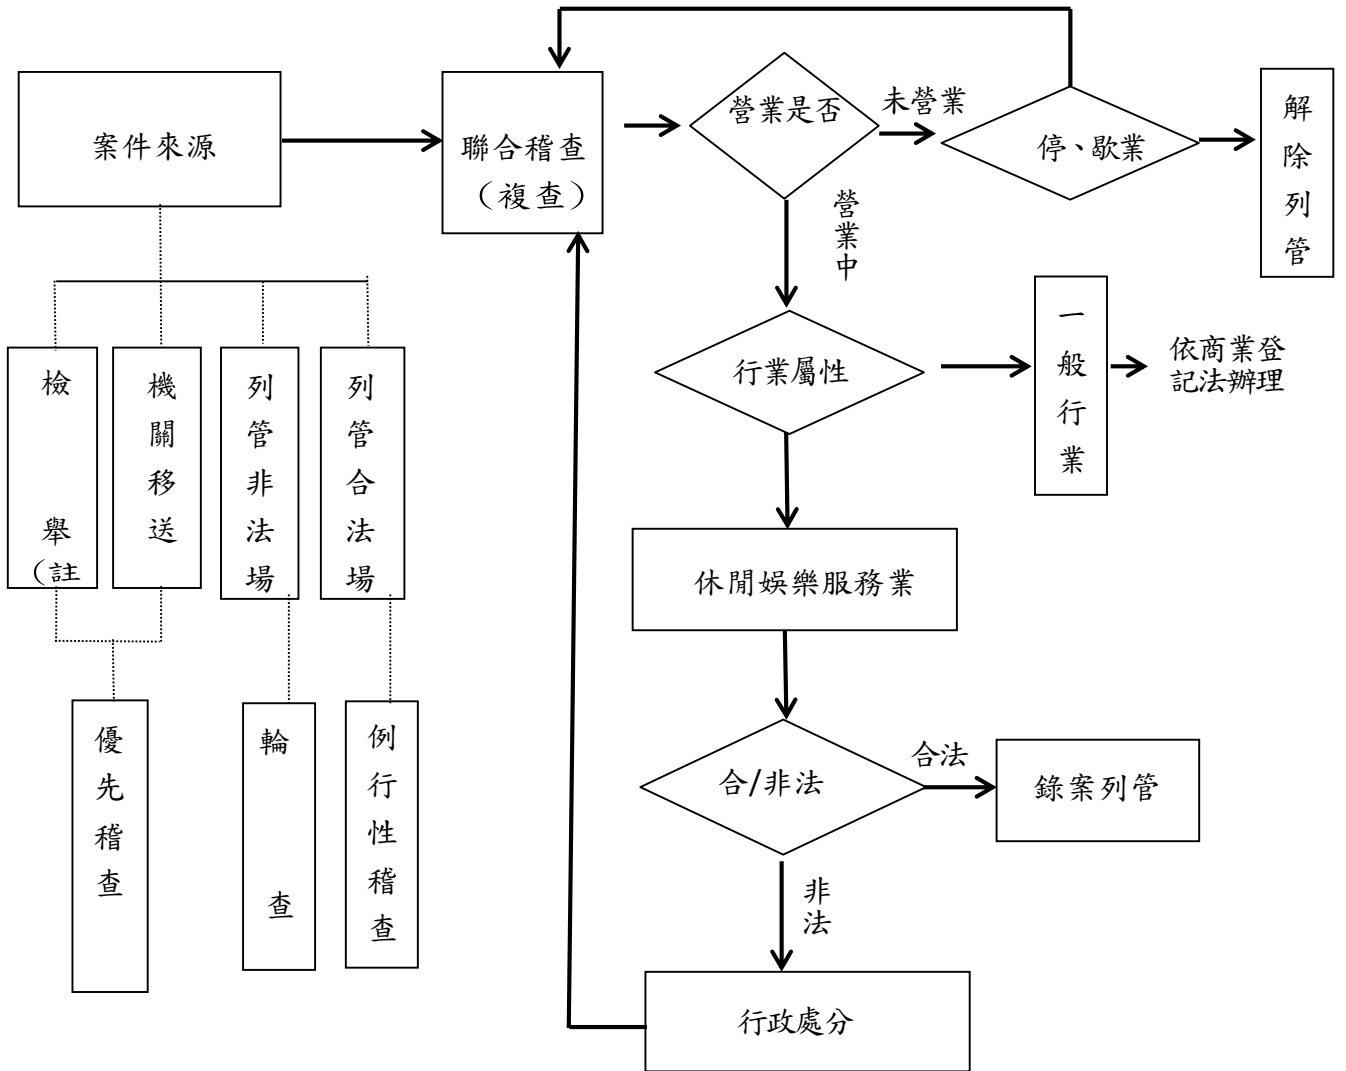 案件來源
聯合稽查
（複查）
營業是否
未營業
停、歇業
解除列管
營業中
行業屬性
一般行業
依商業登
記法辦理
檢舉(註
機關移送
列管非法場
列管合法場
休閒娛樂服務業
優先稽查
輪查
例行性稽查
合/非法
合法
錄案列管
非法
行政處分